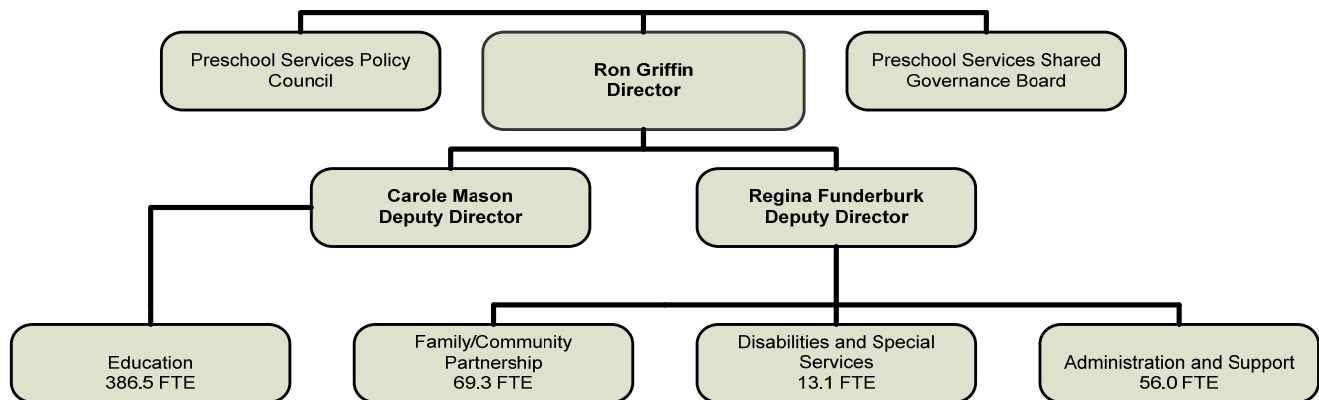 Preschool Services Policy
Council
Ron Griffin
Director
Preschool Services Shared
Governance Board
Carole Mason
Deputy Director
Regina Funderburk
Deputy Director
Education
386.5 FTE
Family/Community
Partnership
69.3 FTE
Disabilities and Special
Services
13.1 FTE
Administration and Support
56.0 FTE